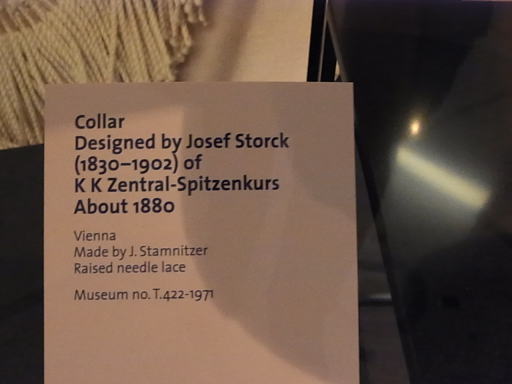 Collar
Designed by Josef Storck
(1830–1902) of
K K Zentral-Spitzenkurs
About 1880
Vienna
Made by J. Stamnitzer
Raised needle lace
Museum no. T.422-1971